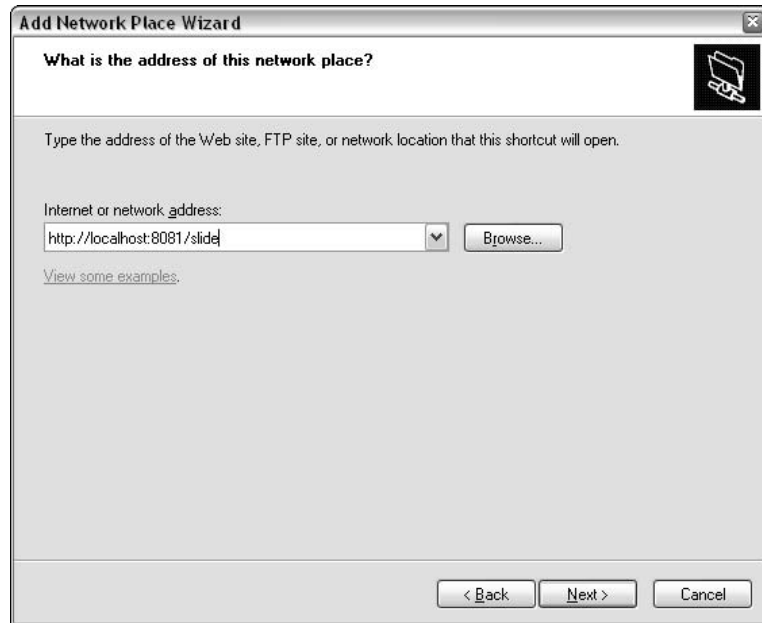 Add Network Place Wizard
What is the address of this network place?
Type the address of the Web site, FTP site, or network location that this shortcut will open.
Internet or network address:
http://localhost:8081/slide
Browse...
View some examples.
< Back
Next >
Cancel